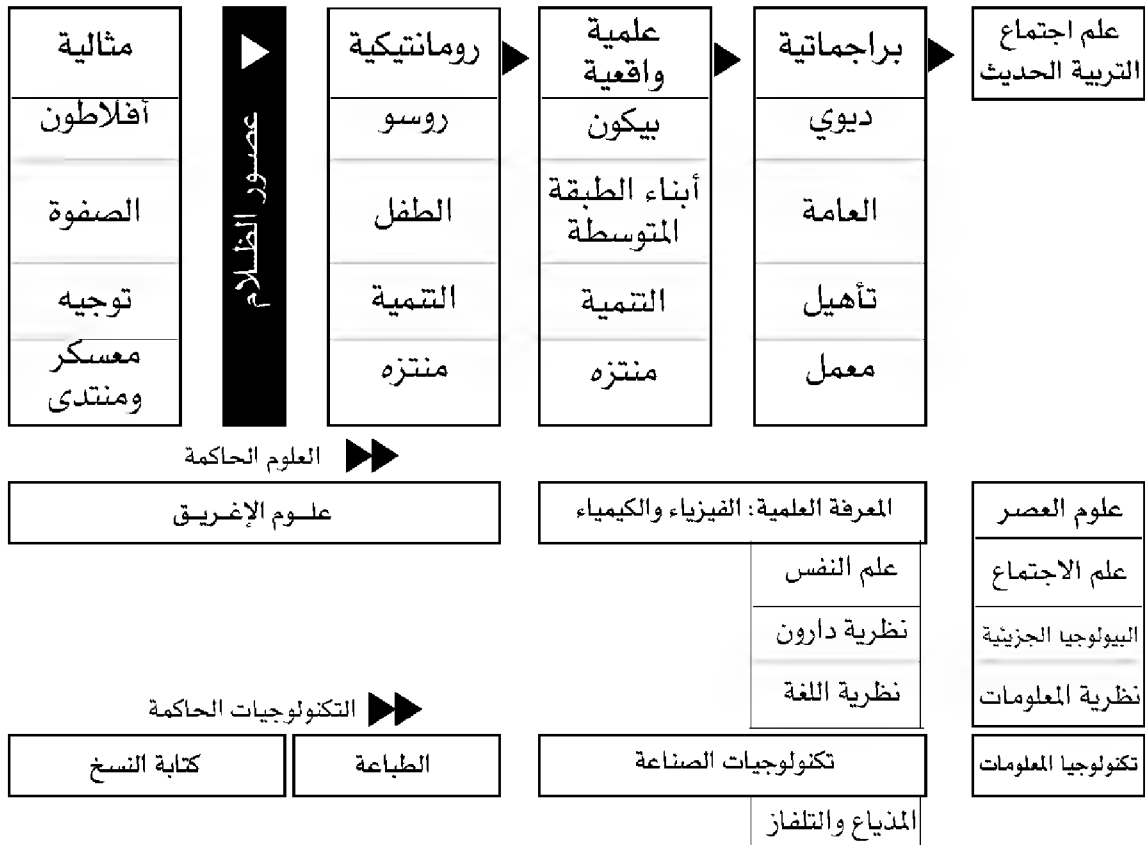 مثالية
أفلاطون
الصفوة
توجيه
معسكر
ومنتدى
عصور الظلام
رومانتيكية
روسو
الطفل
التنمية
منتزه
علمية
واقعية
بيكون
أبناء الطبقة
المتوسطة
التنمية
منتزه
براجماتية
ديوي
العامة
تأهيل
معمل
علم اجتماع
التربية الحديث
العلوم الحاكمة
علوم الإغريق
المعرفة العلمية: الفيزياء والكيمياء
علم النفس
نظرية دارون
نظرية اللغة
علوم العصر
علم الاجتماع
البيولوجيا الجزيئية
نظرية المعلومات
التكنولوجيات الحاكمة
كتابة النسخ
الطباعة
تكنولوجيات الصناعة
المذياع والتلفاز
تكنولوجيا المعلومات